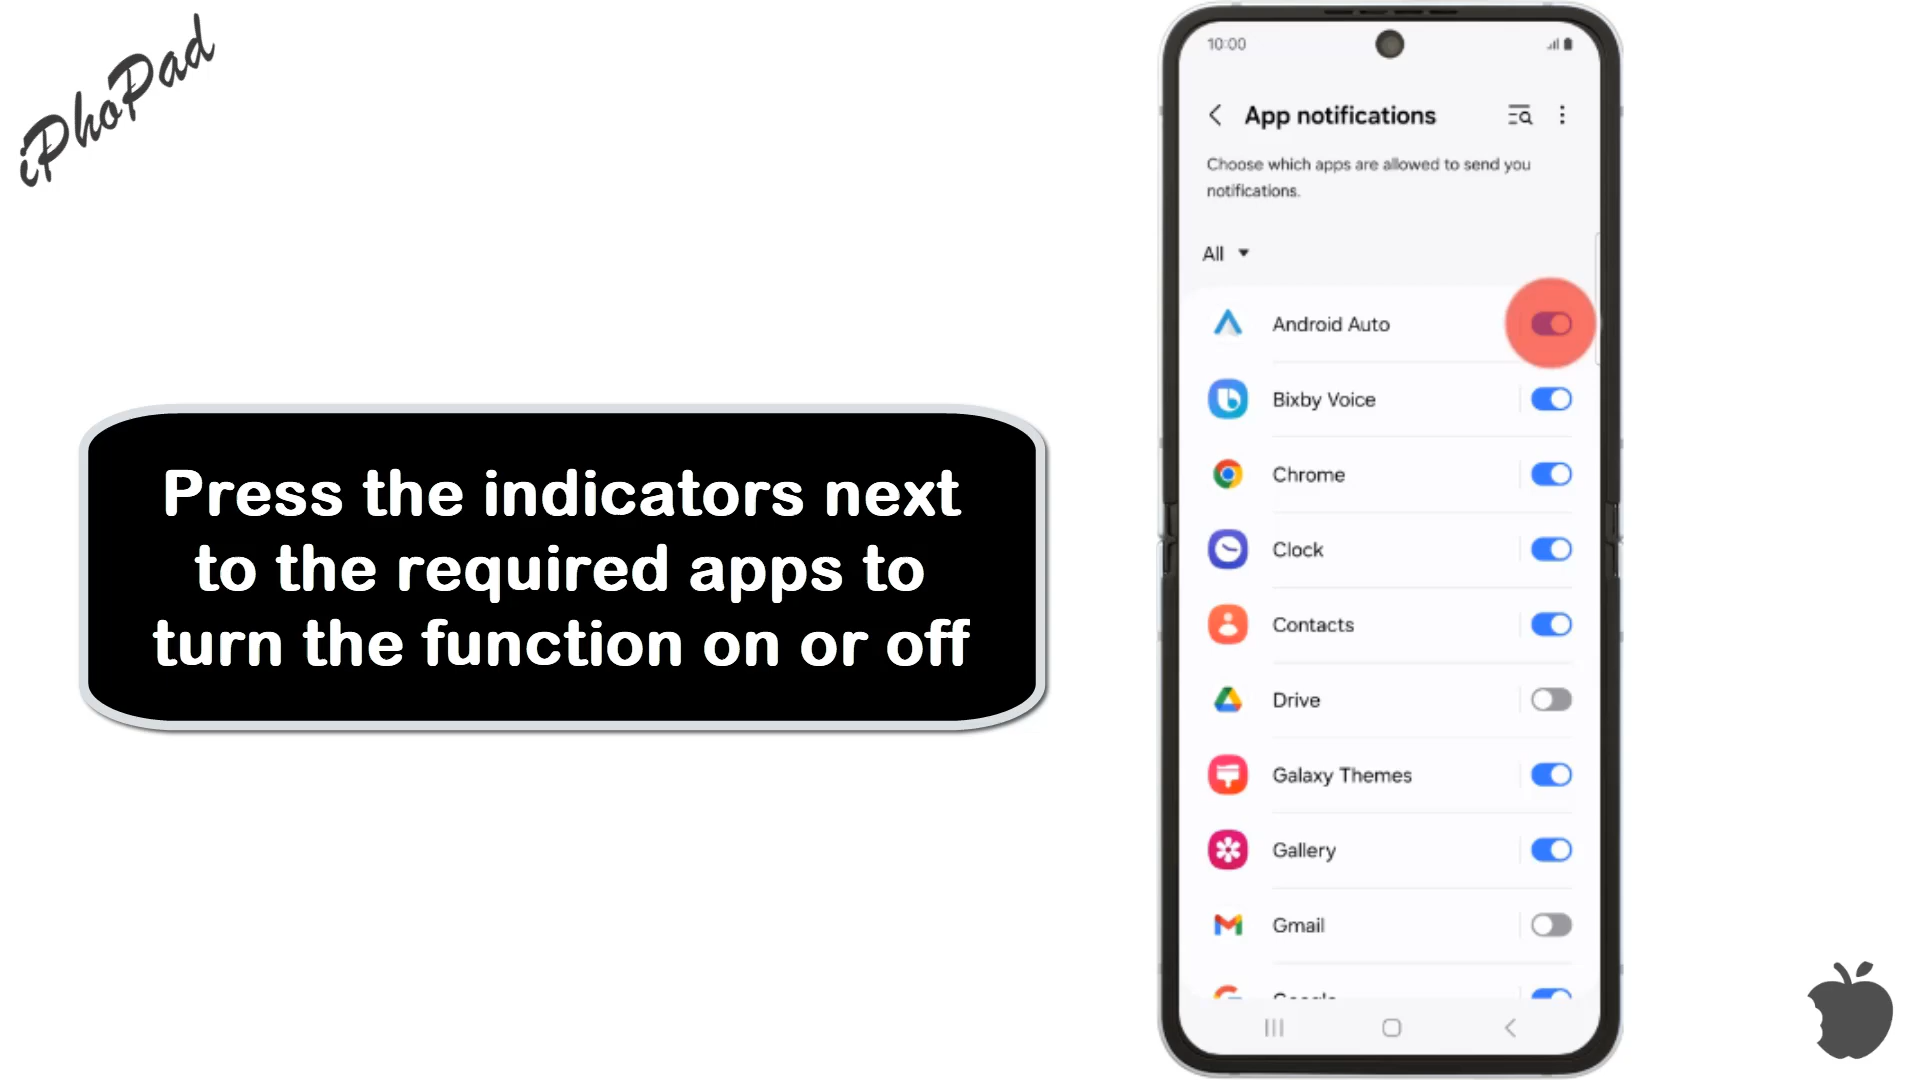 iPhoPad
Press the indicators next
to the required apps to
turn the function on or off
10:00
App notifications
Choose which apps are allowed to send you
notifications.
All
Android Auto
Bixby Voice
Chrome
Clock
Contacts
Drive
Galaxy Themes
Gallery
Gmail